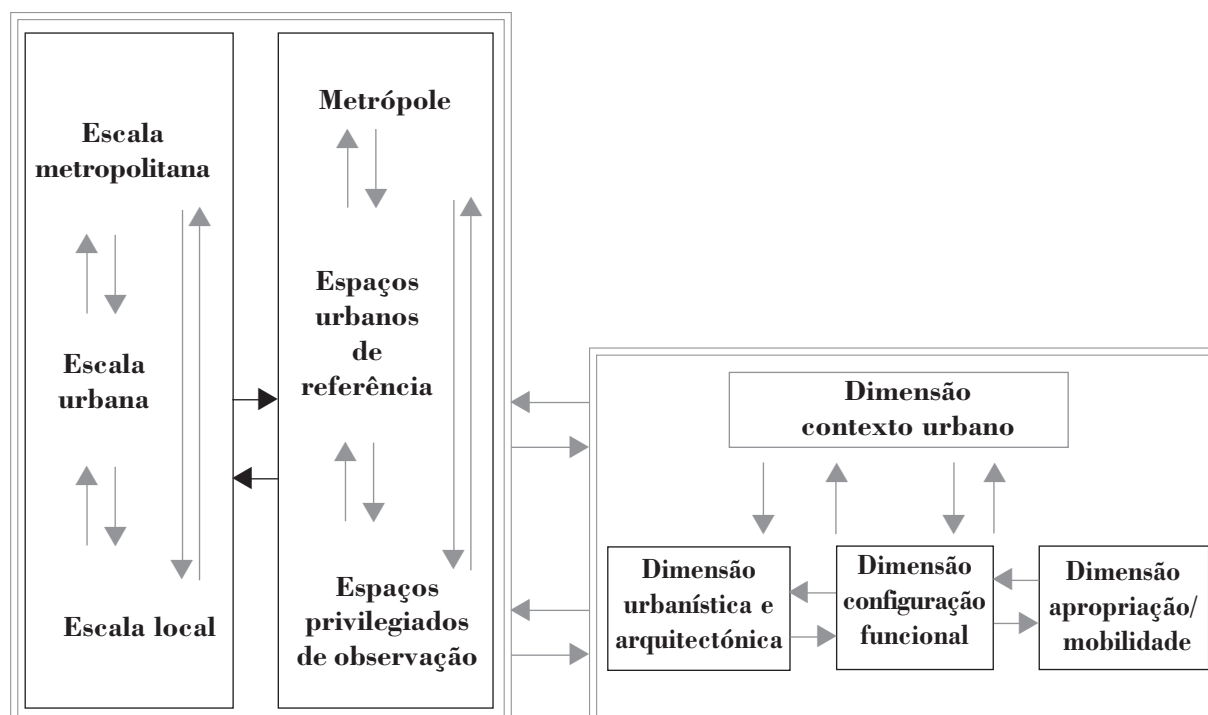 Escala
metropolitana
Escala
urbana
Escala local
Metrópole
Espaços
urbanos
de
referência
Espaços
privilegiados
de observação
Dimensão
contexto urbano
Dimensão
urbanística e
arquitectónica
Dimensão
configuração
funcional
Dimensão
apropriação/
mobilidade